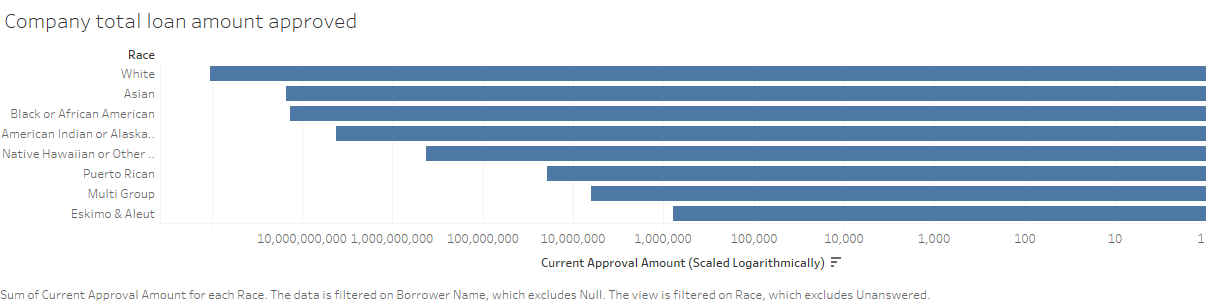 Company total loan amount approved
Race
White
Asian
Black or African American
American Indian or Alaska..
Native Hawaiian or Other ..
Puerto Rican
Multi Group
Eskimo & Aleut
10,000,000,000 1,000,000,000 100,000,000 10,000,000 1,000,000 100,000 10,000 1,000 100 10 1
Current Approval Amount (Scaled Logarithmically)
Sum of Current Approval Amount for each Race. The data is filtered on Borrower Name, which excludes Null. The view is filtered on Race, which excludes Unanswered.